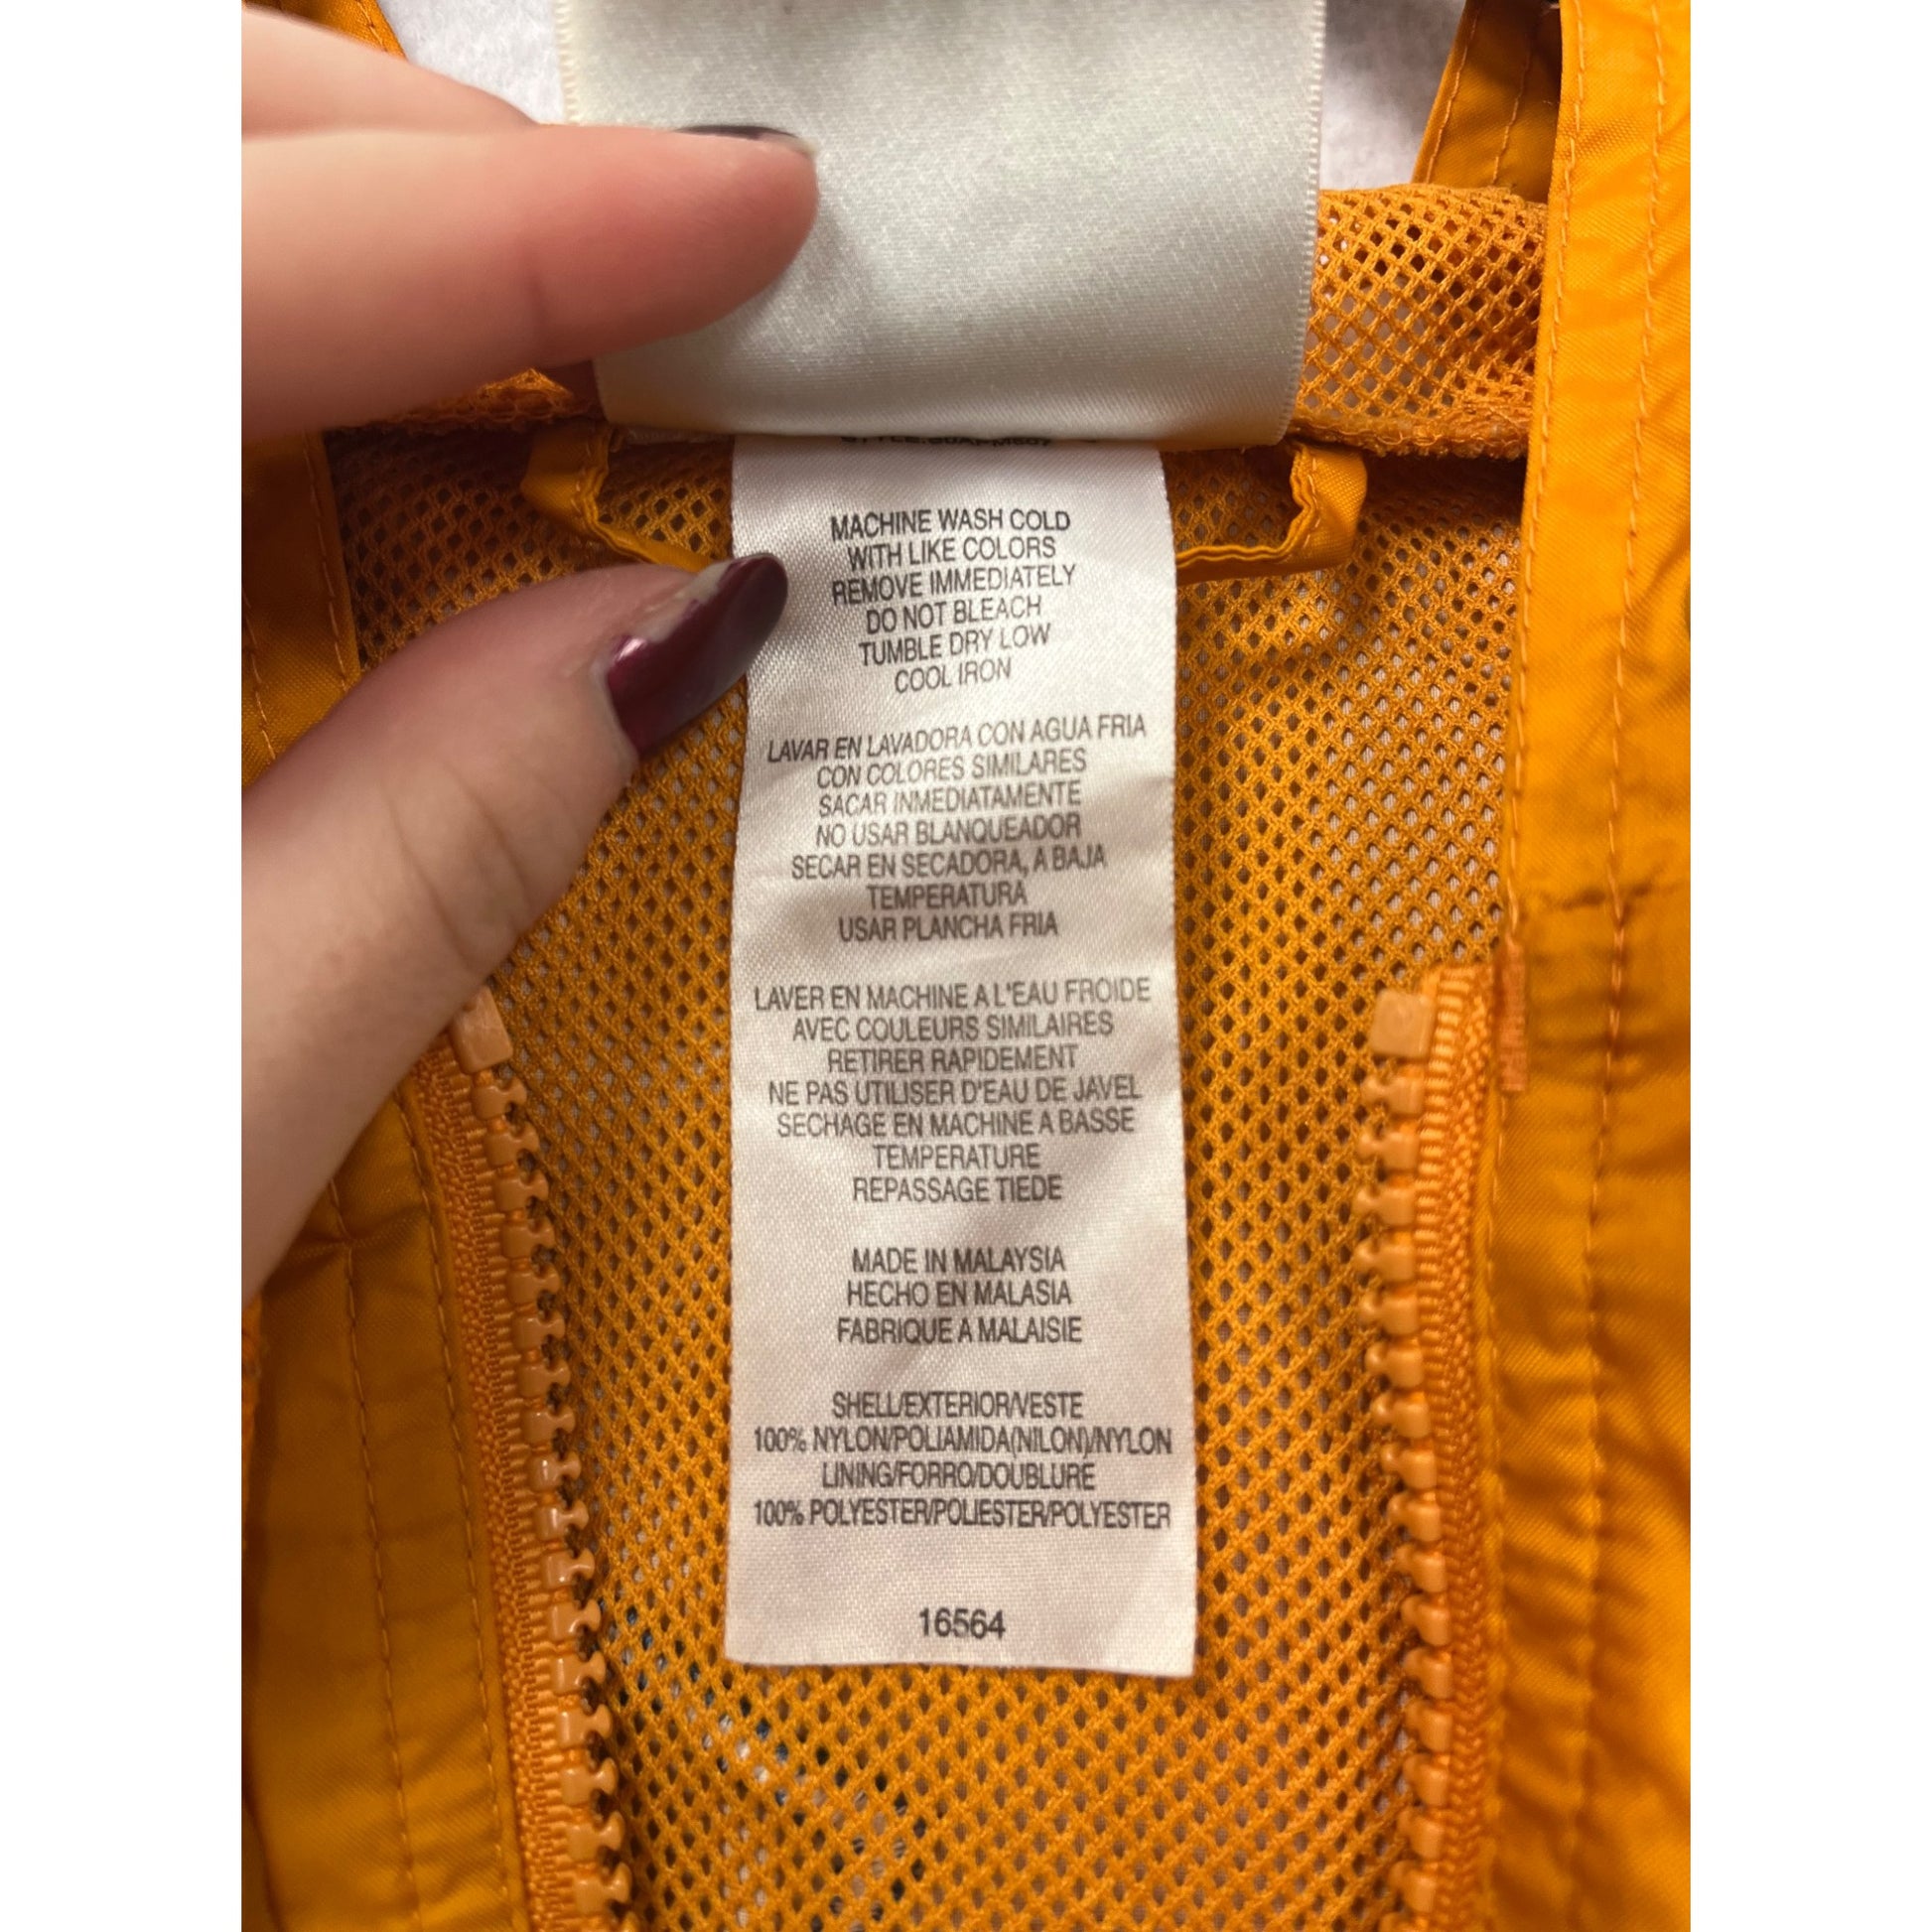 MACHINE WASH COLD
WITH LIKE COLORS
REMOVE IMMEDIATELY
DO NOT BLEACH
TUMBLE DRY LOW
COOL IRON
LAVAR EN LAVADORA CON AGUA FRIA
CON COLORES SIMILARES
SACAR INMEDIATAMENTE
NO USAR BLANQUEADOR
SECAR EN SECADORA, A BAJA
TEMPERATURA
USAR PLANCHA FRIA
LAVER EN MACHINE A L'EAU FROIDE
AVEC COULEURS SIMILAIRES
RETIRER RAPIDEMENT
NE PAS UTILISER D'EAU DE JAVEL
SECHAGE EN MACHINE A BASSE
TEMPERATURE
REPASSAGE TIEDE
MADE IN MALAYSIA
HECHO EN MALASIA
FABRIQUE A MALAISIE
SHELL/EXTERIOR/VESTE
100% NYLON/POLIAMIDA(NILON)/NYLON
LINING/FORRO/DOUBLURE
100% POLYESTER/POLIESTER/POLYESTER
16564